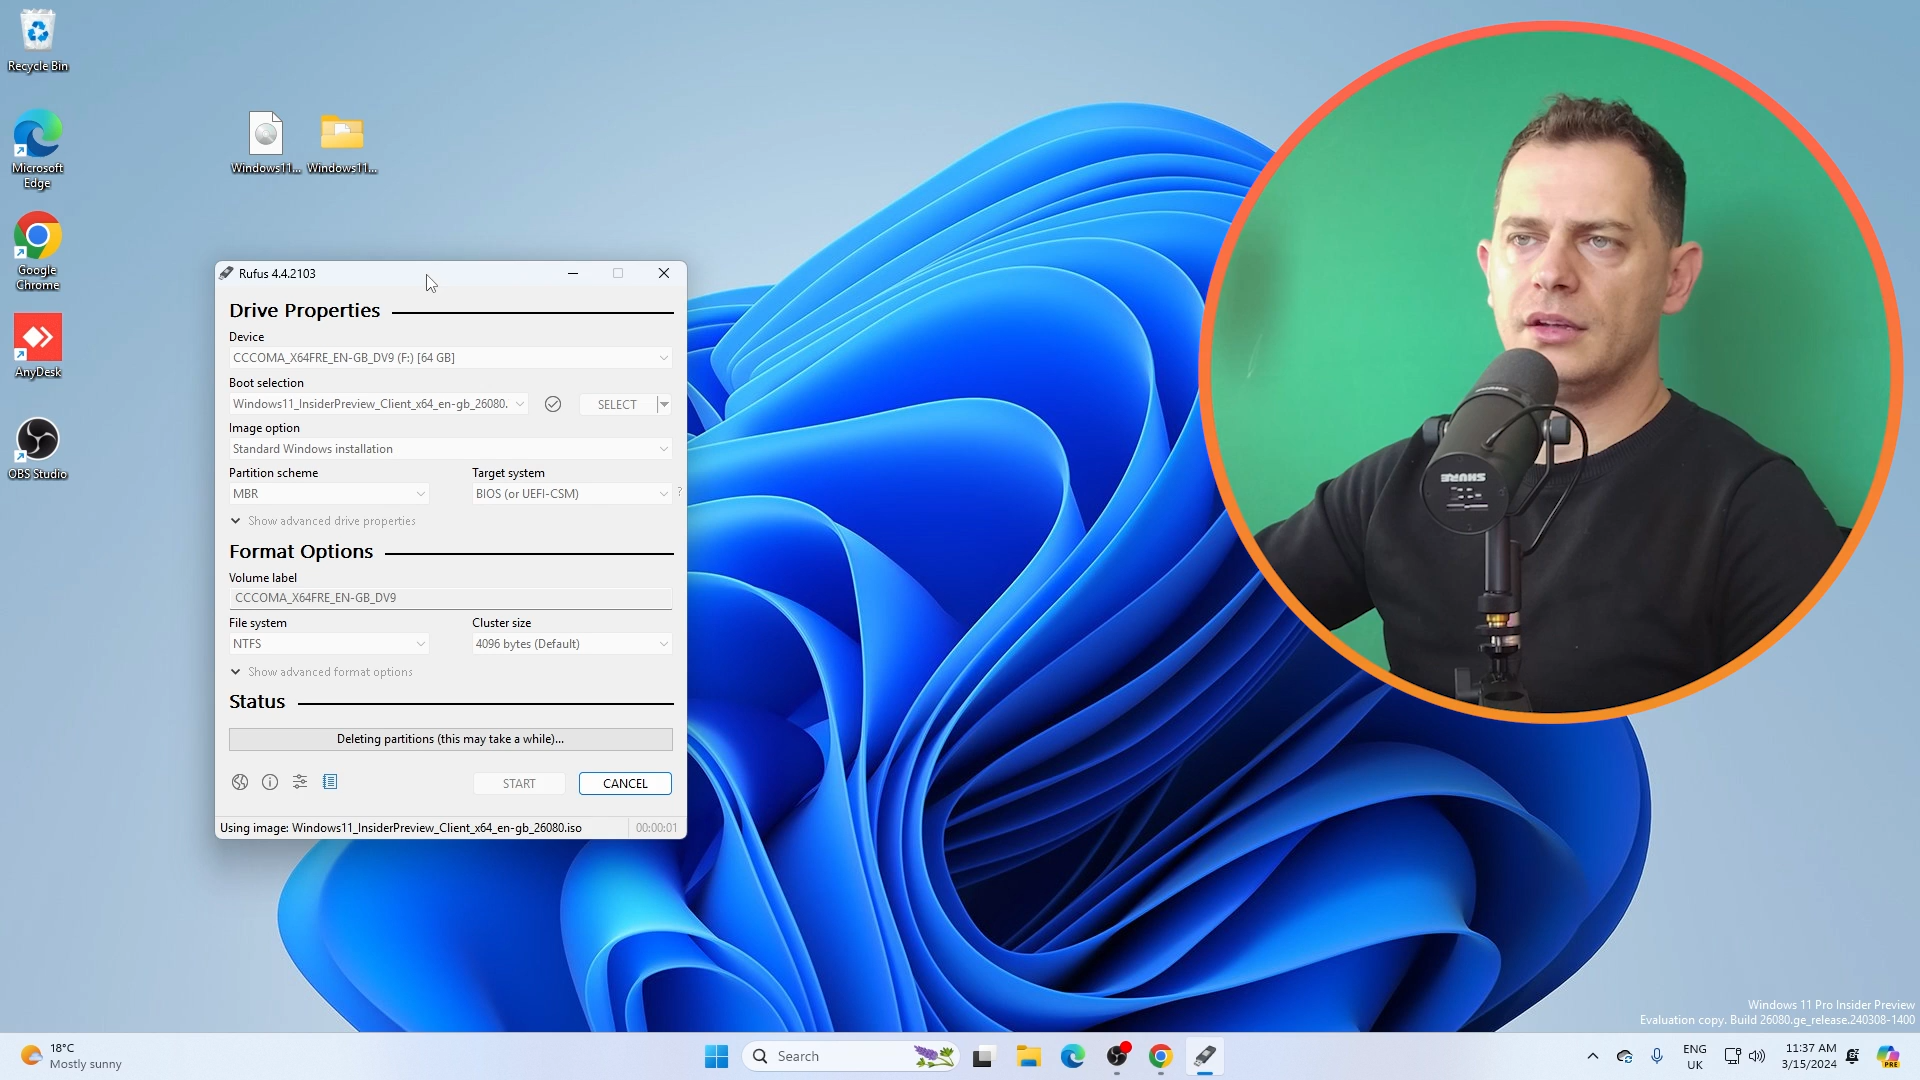 Recycle Bin
Microsoft
Edge
Google
Chrome
AnyDesk
OBS Studio
Windows11...
Windows11...
Rufus 4.4.2103
Drive Properties
Device
CCCOMA_X64FRE_EN-GB_DV9 (F:) [64 GB]
Boot selection
Windows11_InsiderPreview_Client_x64_en-gb_26080.
SELECT
Image option
Standard Windows installation
Partition scheme
Target system
MBR
BIOS (or UEFI-CSM)
?
Show advanced drive properties
Format Options
Volume label
CCCOMA_X64FRE_EN-GB_DV9
File system
Cluster size
NTFS
4096 bytes (Default)
Show advanced format options
Status
Deleting partitions (this may take a while)...
START
CANCEL
Using image: Windows11_InsiderPreview_Client_x64_en-gb_26080.iso
00:00:01
SHURE
Windows 11 Pro Insider Preview
Evaluation copy. Build 26080.ge_release.240308-1400
18°C
Mostly sunny
Search
ENG
UK
11:37 AM
3/15/2024
PRE